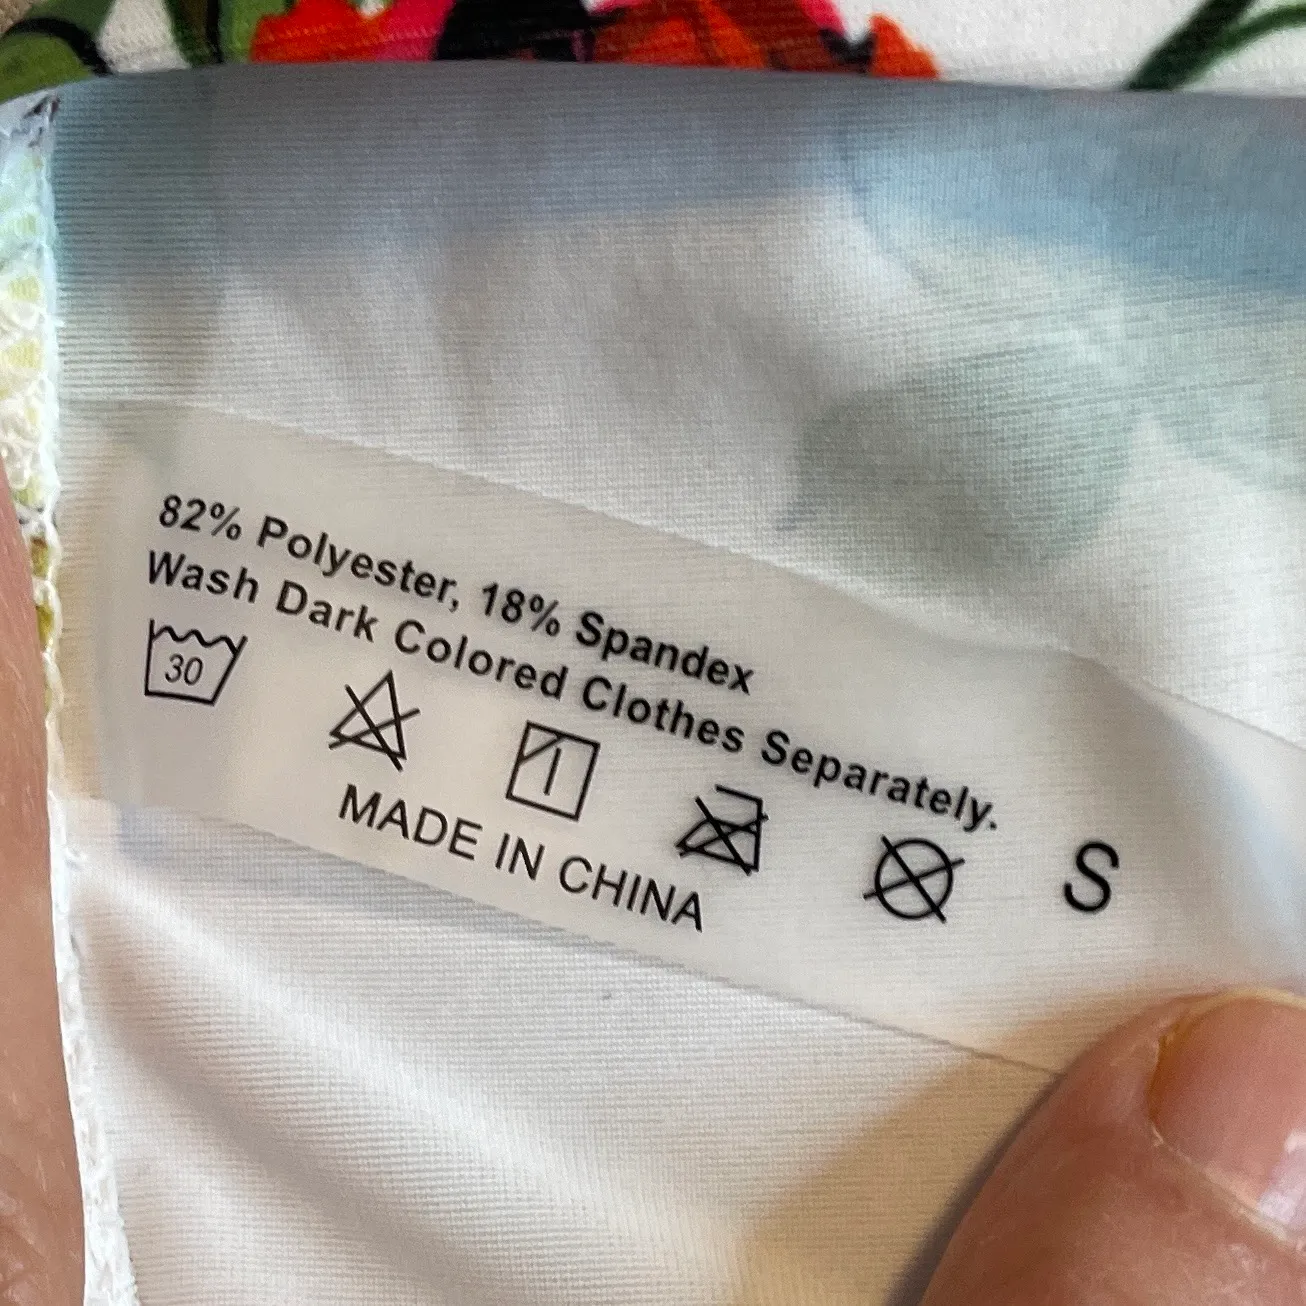 82% Polyester, 18% Spandex
Wash Dark Colored Clothes Separately.
30
S
MADE IN CHINA